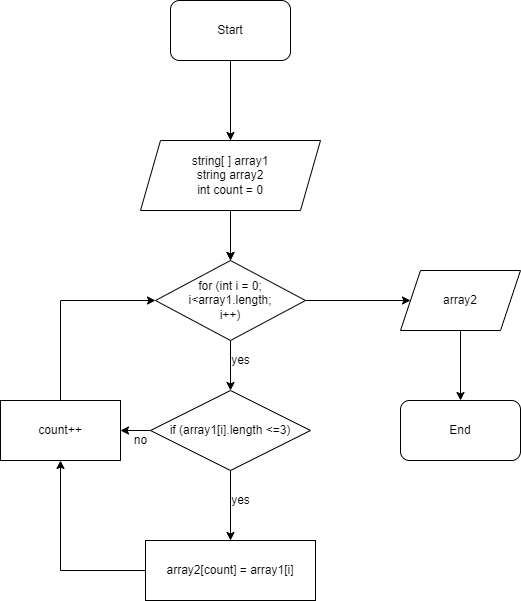 Start
string[ ] array1
string array2
int count = 0
for (int i = 0;
i<array1.length;
i++)
array2
yes
count++
if (array1[i].length <=3)
End
no
yes
array2[count] = array1[i]